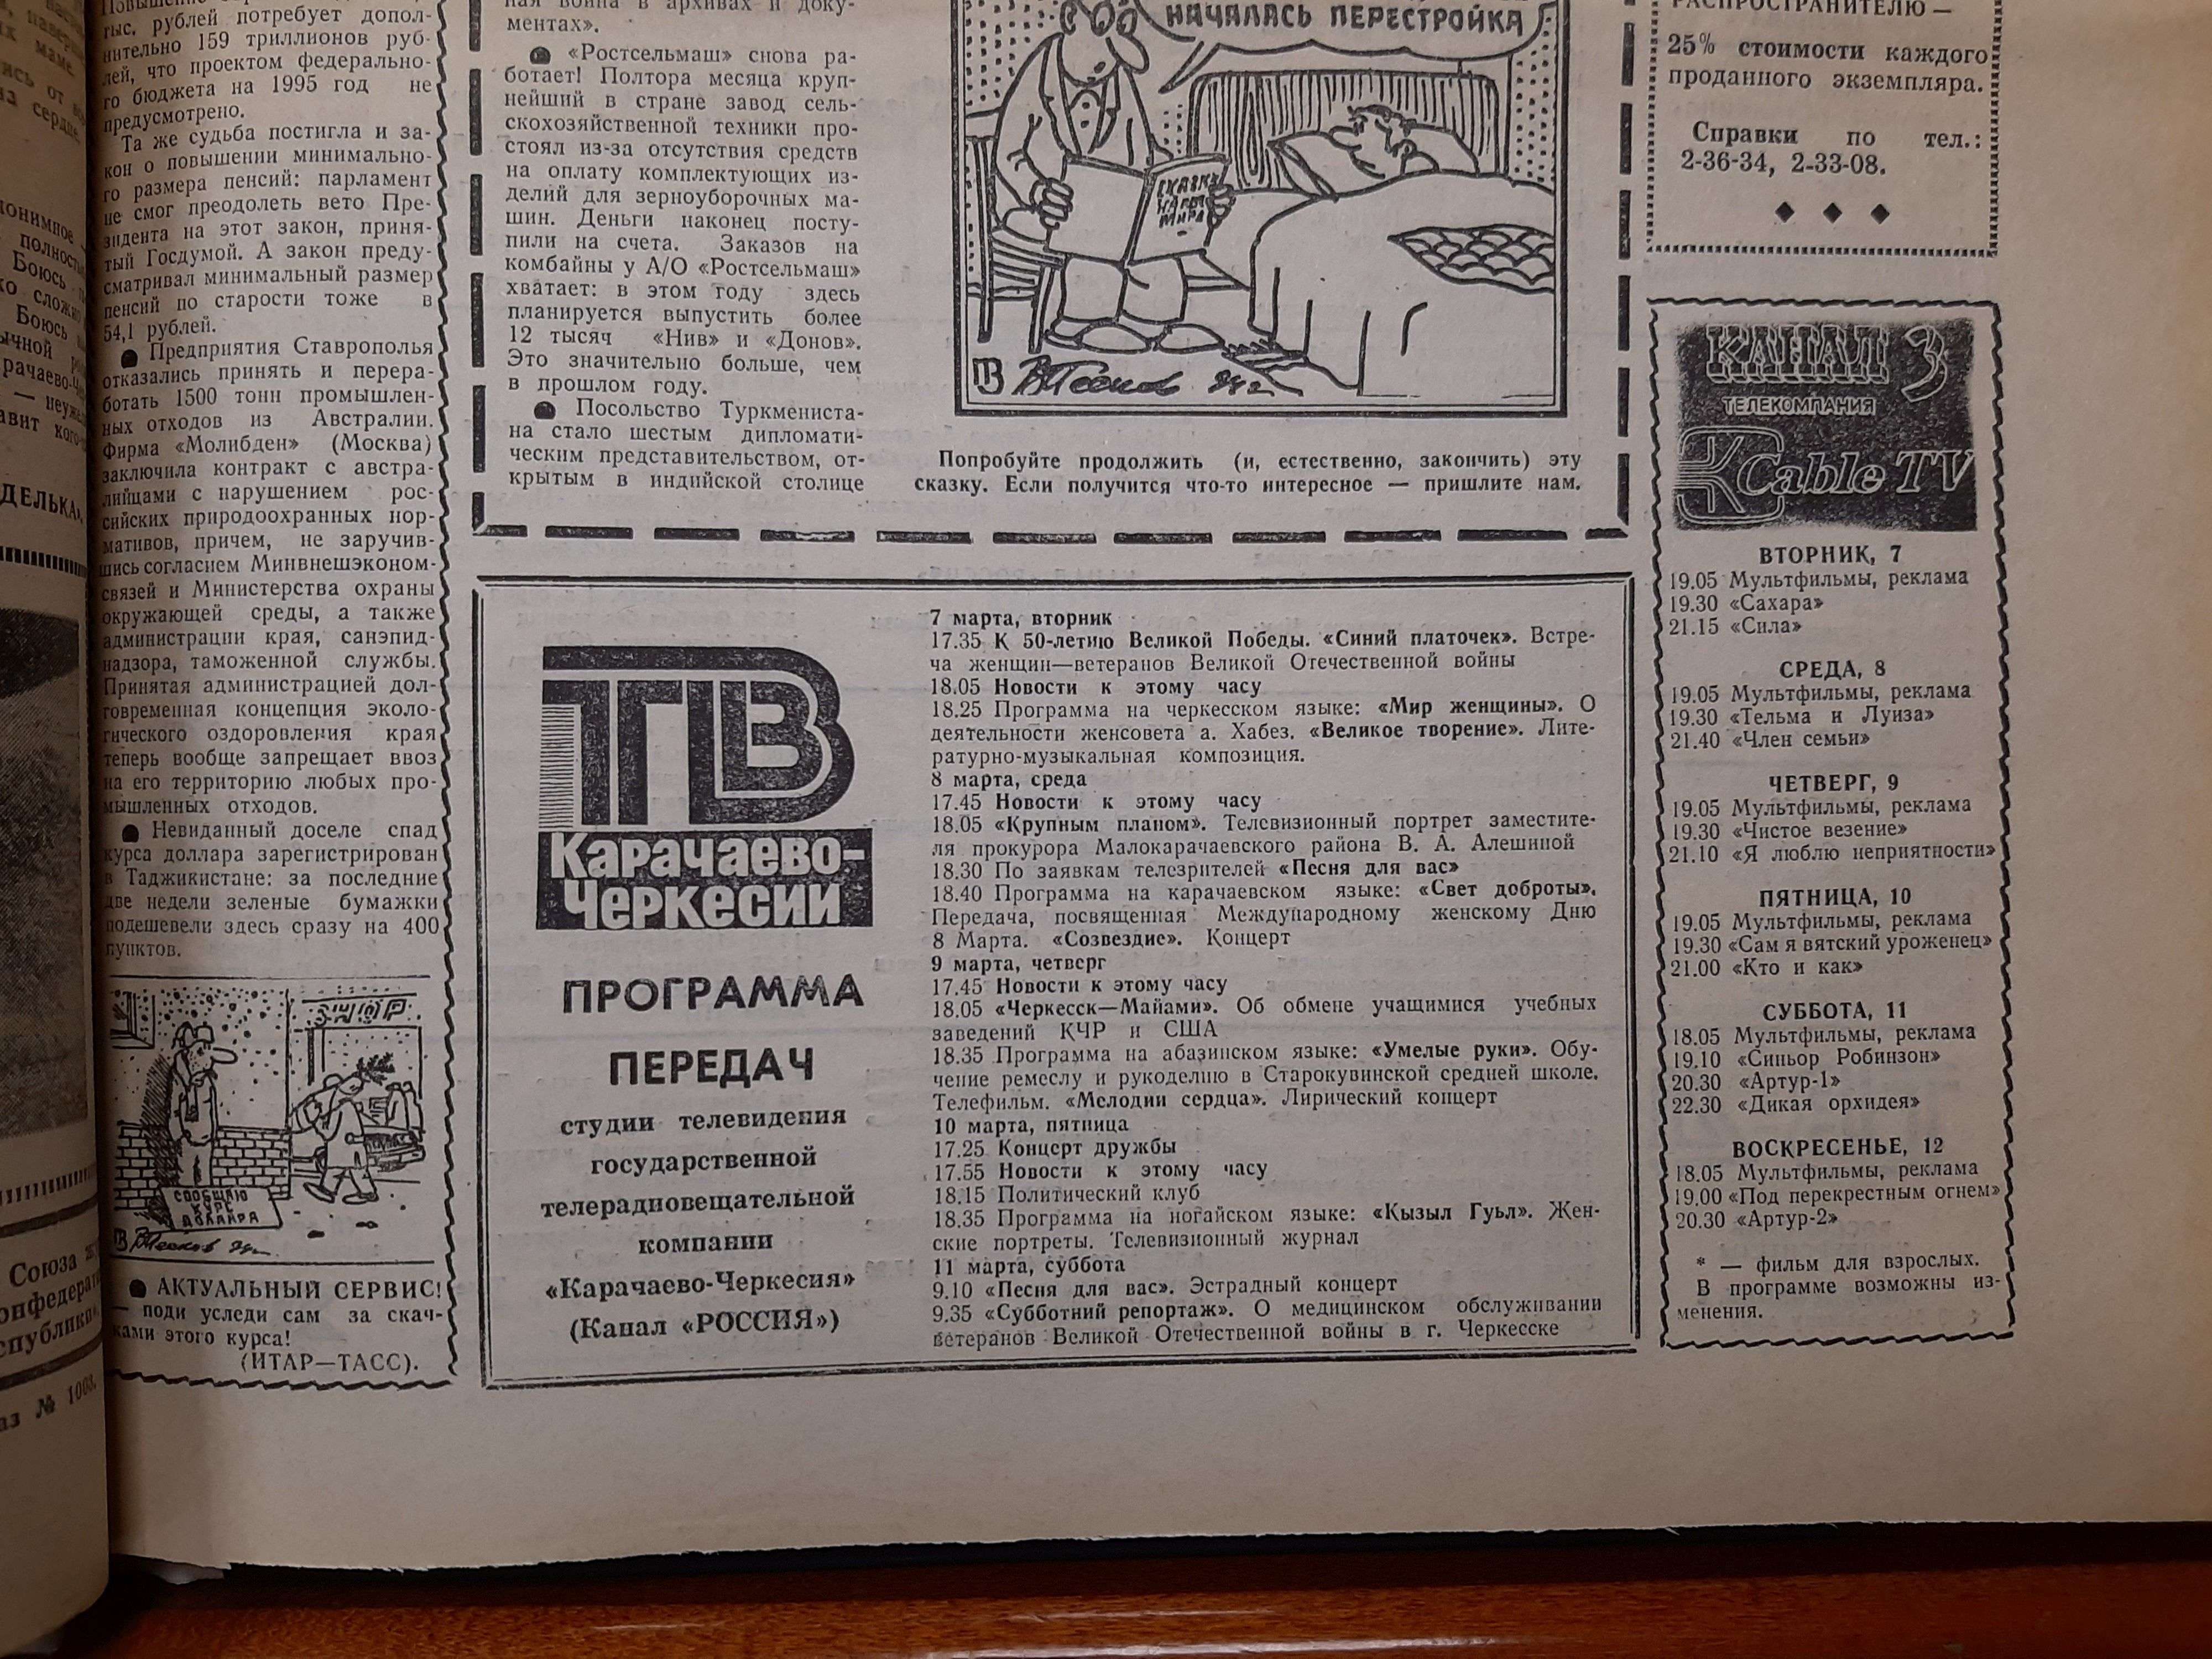 тыс. рублей потребует допол-
нительно 159 триллионов руб-
лей, что проектом федерально-
го бюджета на 1995 год не
предусмотрено.
Та же судьба постигла и за-
кон о повышении минимально-
го размера пенсий: парламент
не смог преодолеть вето Пре-
зидента на этот закон, приня-
тый Госдумой. А закон преду-
сматривал минимальный размер
пенсий по старости тоже в
54,1 рублей.
● Предприятия Ставрополья
отказались принять и перера-
ботать 1500 тонн промышлен-
ных отходов из Австралии.
Фирма «Молибден» (Москва)
заключила контракт с австра-
лийцами с нарушением рос-
сийских природоохранных нор-
мативов, причем, не заручив-
шись согласием Минвнешэконом-
связей и Министерства охраны
окружающей среды, а также
администрации края, санэпид-
надзора, таможенной службы.
Принятая администрацией дол-
говременная концепция эколо-
гического оздоровления края
теперь вообще запрещает ввоз
на его территорию любых про-
мышленных отходов.
● Невиданный доселе спад
курса доллара зарегистрирован
в Таджикистане: за последние
две недели зеленые бумажки
подешевели здесь сразу на 400
пунктов.
SHOP
СООБЩАЮ
КУРС
ДОЛЛАРА
● АКТУАЛЬНЫЙ СЕРВИС!
— поди уследи сам за скач-
ками этого курса!
(ИТАР—ТАСС).
ная война в архивах и доку-
ментах».
● «Ростсельмаш» снова ра-
ботает! Полтора месяца круп-
нейший в стране завод сель-
скохозяйственной техники про-
стоял из-за отсутствия средств
на оплату комплектующих из-
делий для зерноуборочных ма-
шин. Деньги наконец посту-
пили на счета. Заказов на
комбайны у А/О «Ростсельмаш»
хватает: в этом году здесь
планируется выпустить более
12 тысяч «Нив» и «Донов».
Это значительно больше, чем
в прошлом году.
● Посольство Туркмениста-
на стало шестым дипломати-
ческим представительством, от-
крытым в индийской столице
НАЧАЛАСЬ ПЕРЕСТРОЙКА
СКАЗКИ
НАРОД
МИРА
Попробуйте продолжить (и, естественно, закончить) эту
сказку. Если получится что-то интересное — пришлите нам.
РАСПРОСТРАНИТЕЛЮ —
25% стоимости каждого
проданного экземпляра.
Справки по тел.:
2-36-34, 2-33-08.
ТВ
Карачаево-
Черкесии
ПРОГРАММА
ПЕРЕДАЧ
студии телевидения
государственной
телерадиовещательной
компании
«Карачаево-Черкесия»
(Канал «РОССИЯ»)
7 марта, вторник
17.35 К 50-летию Великой Победы. «Синий платочек». Встре-
ча женщин—ветеранов Великой Отечественной войны
18.05 Новости к этому часу
18.25 Программа на черкесском языке: «Мир женщины». О
деятельности женсовета а. Хабез. «Великое творение». Лите-
ратурно-музыкальная композиция.
8 марта, среда
17.45 Новости к этому часу
18.05 «Крупным планом». Телевизионный портрет заместите-
ля прокурора Малокарачаевского района В. А. Алешиной
18.30 По заявкам телезрителей «Песня для вас»
18.40 Программа на карачаевском языке: «Свет доброты».
Передача, посвященная Международному женскому Дню
8 Марта. «Созвездие». Концерт
9 марта, четверг
17.45 Новости к этому часу
18.05 «Черкесск—Майами». Об обмене учащимися учебных
заведений КЧР и США
18.35 Программа на абазинском языке: «Умелые руки». Обу-
чение ремеслу и рукоделию в Старокувинской средней школе.
Телефильм. «Мелодии сердца». Лирический концерт
10 марта, пятница
17.25 Концерт дружбы
17.55 Новости к этому часу
18.15 Политический клуб
18.35 Программа на ногайском языке: «Кызыл Гуьл». Жен-
ские портреты. Телевизионный журнал
11 марта, суббота
9.10 «Песня для вас». Эстрадный концерт
9.35 «Субботний репортаж». О медицинском обслуживании
ветеранов Великой Отечественной войны в г. Черкесске
КАНАЛ 3
ТЕЛЕКОМПАНИЯ
Cable TV
ВТОРНИК, 7
19.05 Мультфильмы, реклама
19.30 «Сахара»
21.15 «Сила»
СРЕДА, 8
19.05 Мультфильмы, реклама
19.30 «Тельма и Луиза»
21.40 «Член семьи»
ЧЕТВЕРГ, 9
19.05 Мультфильмы, реклама
19.30 «Чистое везение»
21.10 «Я люблю неприятности»
ПЯТНИЦА, 10
19.05 Мультфильмы, реклама
19.30 «Сам я вятский уроженец»
21.00 «Кто и как»
СУББОТА, 11
18.05 Мультфильмы, реклама
19.10 «Синьор Робинзон»
20.30 «Артур-1»
22.30 «Дикая орхидея»
ВОСКРЕСЕНЬЕ, 12
18.05 Мультфильмы, реклама
19.00 «Под перекрестным огнем»
20.30 «Артур-2»
* — фильм для взрослых.
В программе возможны из-
менения.